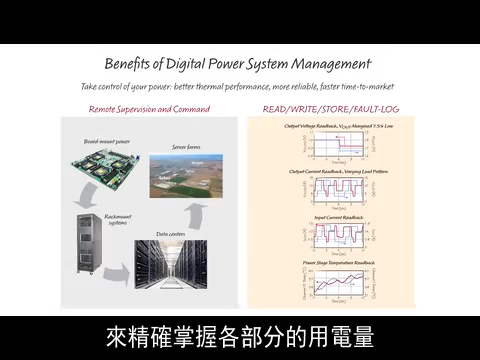 Benefits of Digital Power System Management
Take control of your power: better thermal performance, more reliable, faster time-to-market
Remote Supervision and Command
Board-mount power
Server farms
Rackmount
systems
Data centers
READ/WRITE/STORE/FAULT-LOG
Output Voltage Readback, VOUT Margined 7.5% Low
Output Current Readback, Varying Load Pattern
Input Current Readback
Power Stage Temperature Readback
來精確掌握各部分的用電量